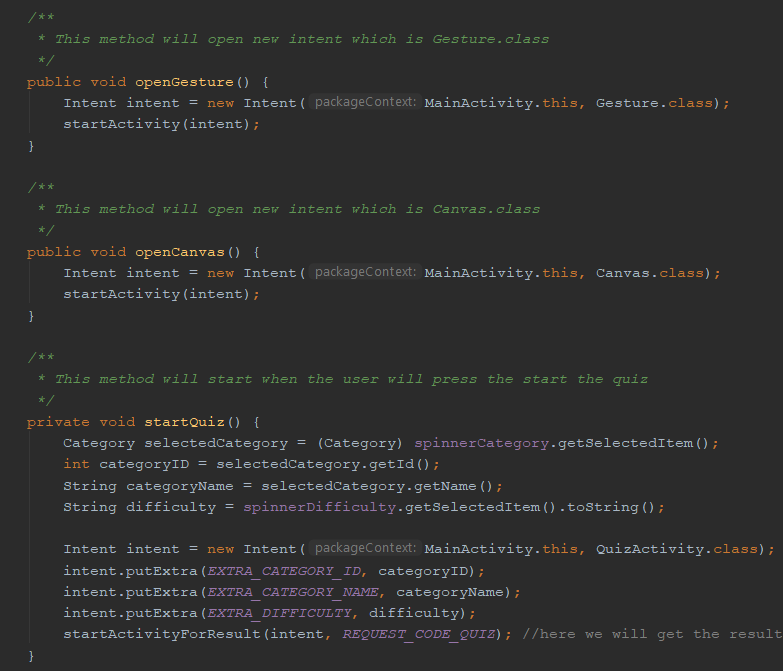 /**
 * This method will open new intent which is Gesture.class
 */
public void openGesture() {
    Intent intent = new Intent( packageContext: MainActivity.this, Gesture.class);
    startActivity(intent);
}
/**
 * This method will open new intent which is Canvas.class
 */
public void openCanvas() {
    Intent intent = new Intent( packageContext: MainActivity.this, Canvas.class);
    startActivity(intent);
}
/**
 * This method will start when the user will press the start the quiz
 */
private void startQuiz() {
    Category selectedCategory = (Category) spinnerCategory.getSelectedItem();
    int categoryID = selectedCategory.getId();
    String categoryName = selectedCategory.getName();
    String difficulty = spinnerDifficulty.getSelectedItem().toString();
    Intent intent = new Intent( packageContext: MainActivity.this, QuizActivity.class);
    intent.putExtra(EXTRA_CATEGORY_ID, categoryID);
    intent.putExtra(EXTRA_CATEGORY_NAME, categoryName);
    intent.putExtra(EXTRA_DIFFICULTY, difficulty);
    startActivityForResult(intent, REQUEST_CODE_QUIZ); //here we will get the result
}